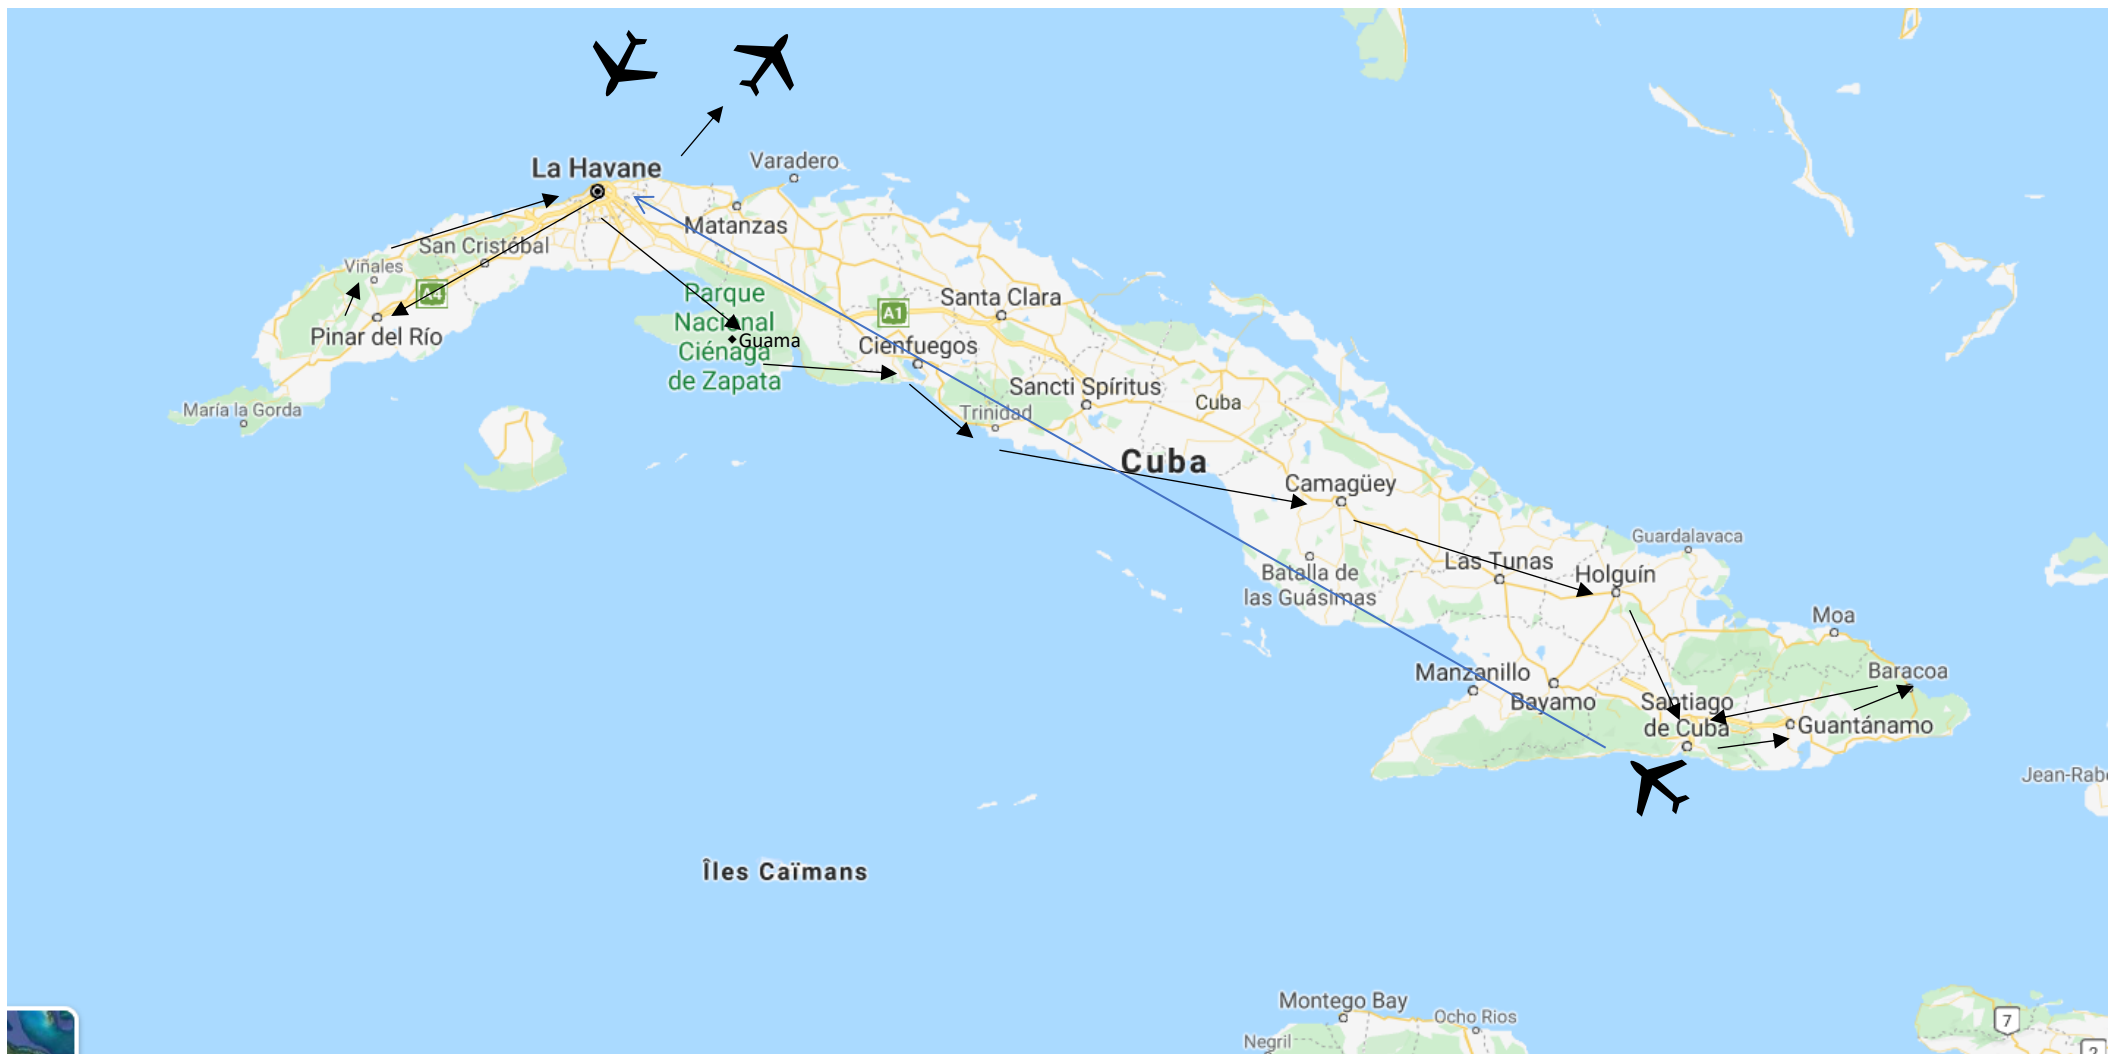 La Havane
Varadero
Matanzas
San Cristóbal
Viñales
A4
Pinar del Río
María la Gorda
Parque
Nacional
Ciénaga
de Zapata
Guama
A1
Santa Clara
Cienfuegos
Sancti Spíritus
Trinidad
Cuba
Cuba
Camagüey
Batalla de
las Guásimas
Las Tunas
Guardalavaca
Holguín
Moa
Manzanillo
Bayamo
Santiago
de Cuba
Baracoa
Guantánamo
Jean-Rab
Îles Caïmans
Montego Bay
Ocho Rios
Negril
7
2